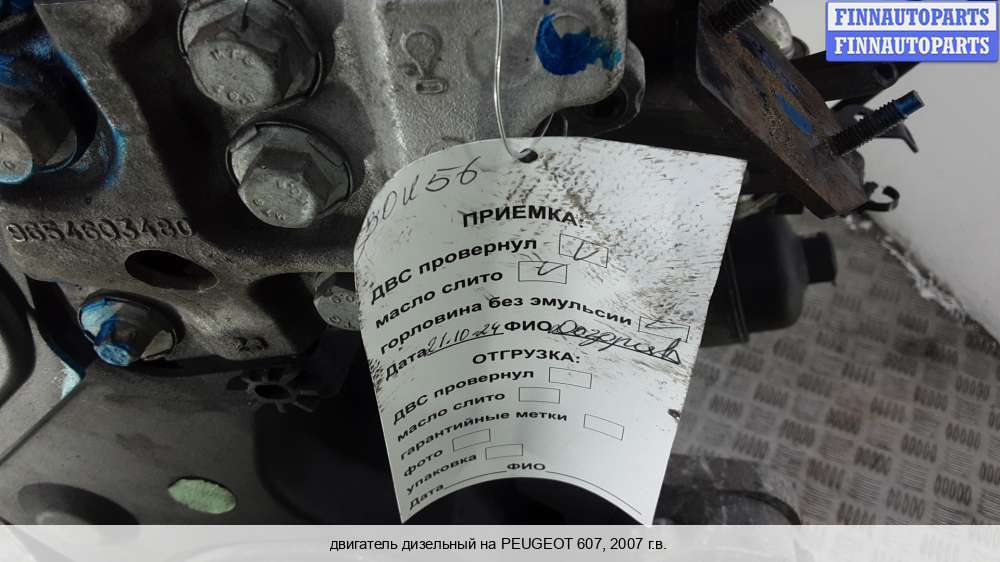 FINNAUTOPARTS
FINNAUTOPARTS
9654603480
ПРИЕМКА:
ДВС провернул
масло слито
горловина без эмульсии
Дата 21.10.24 ФИО
ОТГРУЗКА:
ДВС провернул
масло слито
гарантийные метки
фото
упаковка
ФИО
Дата
двигатель дизельный на PEUGEOT 607, 2007 г.в.